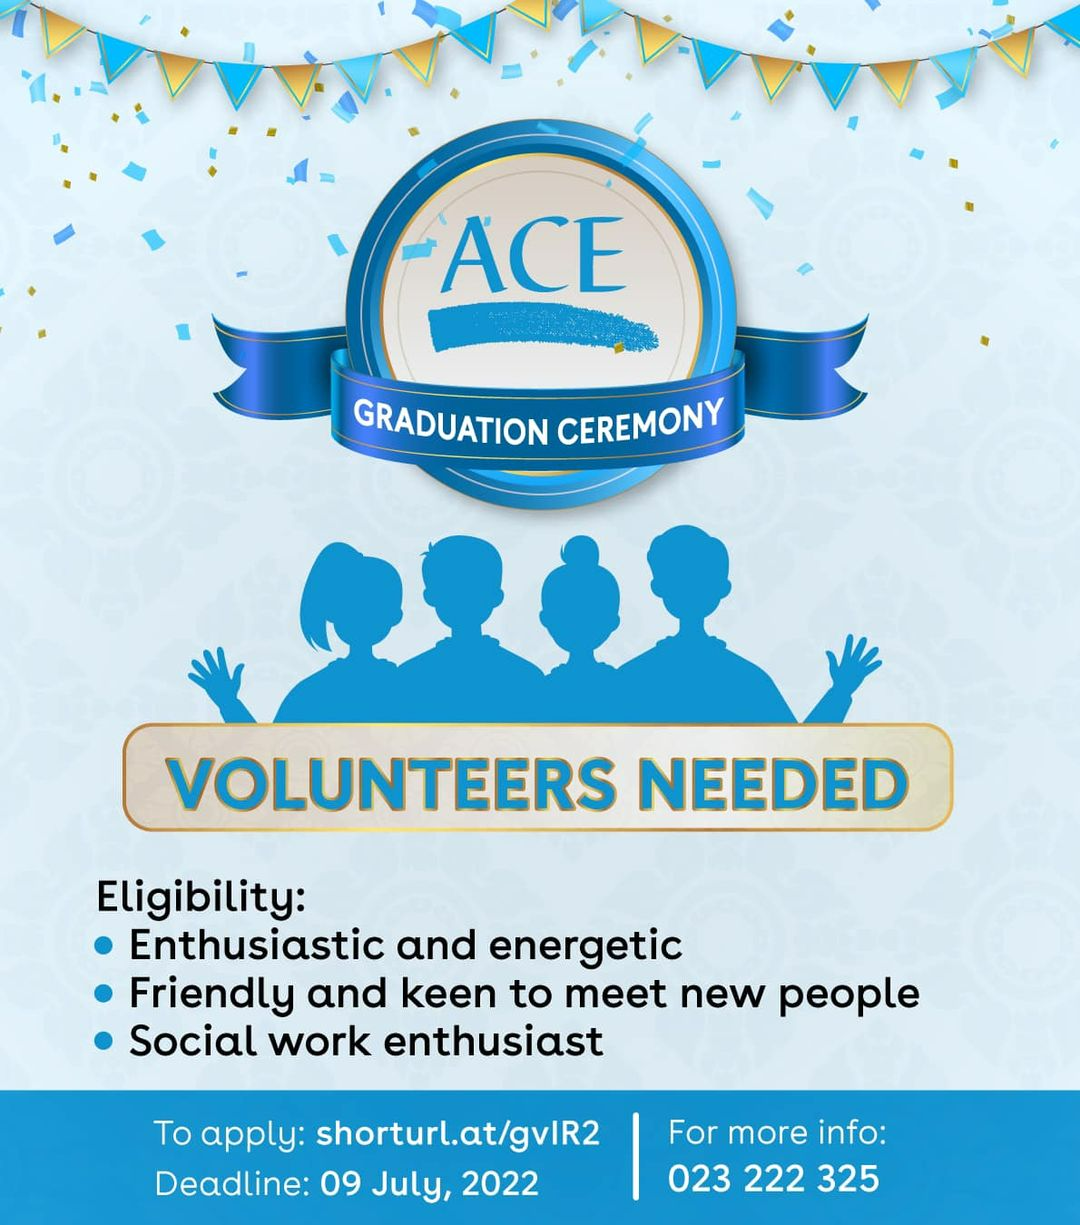 ACE
GRADUATION CEREMONY
VOLUNTEERS NEEDED
Eligibility:
• Enthusiastic and energetic
• Friendly and keen to meet new people
• Social work enthusiast
To apply: shorturl.at/gvIR2
Deadline: 09 July, 2022
For more info:
023 222 325